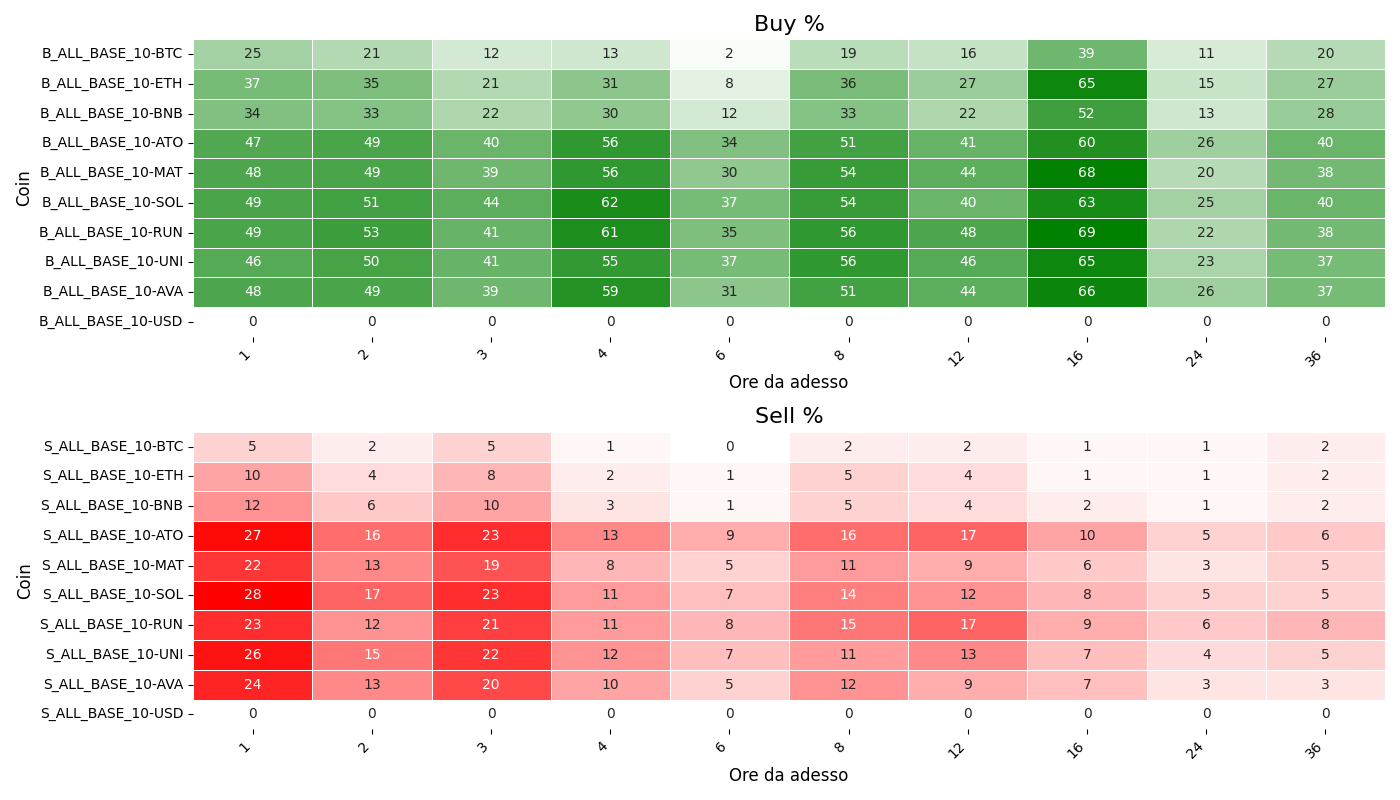 Buy %
Coin
B_ALL_BASE_10-BTC 25 21 12 13 2 19 16 39 11 20
B_ALL_BASE_10-ETH 37 35 21 31 8 36 27 65 15 27
B_ALL_BASE_10-BNB 34 33 22 30 12 33 22 52 13 28
B_ALL_BASE_10-ATO 47 49 40 56 34 51 41 60 26 40
B_ALL_BASE_10-MAT 48 49 39 56 30 54 44 68 20 38
B_ALL_BASE_10-SOL 49 51 44 62 37 54 40 63 25 40
B_ALL_BASE_10-RUN 49 53 41 61 35 56 48 69 22 38
B_ALL_BASE_10-UNI 46 50 41 55 37 56 46 65 23 37
B_ALL_BASE_10-AVA 48 49 39 59 31 51 44 66 26 37
B_ALL_BASE_10-USD 0 0 0 0 0 0 0 0 0 0
1 2 3 4 6 8 12 16 24 36
Ore da adesso
Sell %
Coin
S_ALL_BASE_10-BTC 5 2 5 1 0 2 2 1 1 2
S_ALL_BASE_10-ETH 10 4 8 2 1 5 4 1 1 2
S_ALL_BASE_10-BNB 12 6 10 3 1 5 4 2 1 2
S_ALL_BASE_10-ATO 27 16 23 13 9 16 17 10 5 6
S_ALL_BASE_10-MAT 22 13 19 8 5 11 9 6 3 5
S_ALL_BASE_10-SOL 28 17 23 11 7 14 12 8 5 5
S_ALL_BASE_10-RUN 23 12 21 11 8 15 17 9 6 8
S_ALL_BASE_10-UNI 26 15 22 12 7 11 13 7 4 5
S_ALL_BASE_10-AVA 24 13 20 10 5 12 9 7 3 3
S_ALL_BASE_10-USD 0 0 0 0 0 0 0 0 0 0
1 2 3 4 6 8 12 16 24 36
Ore da adesso